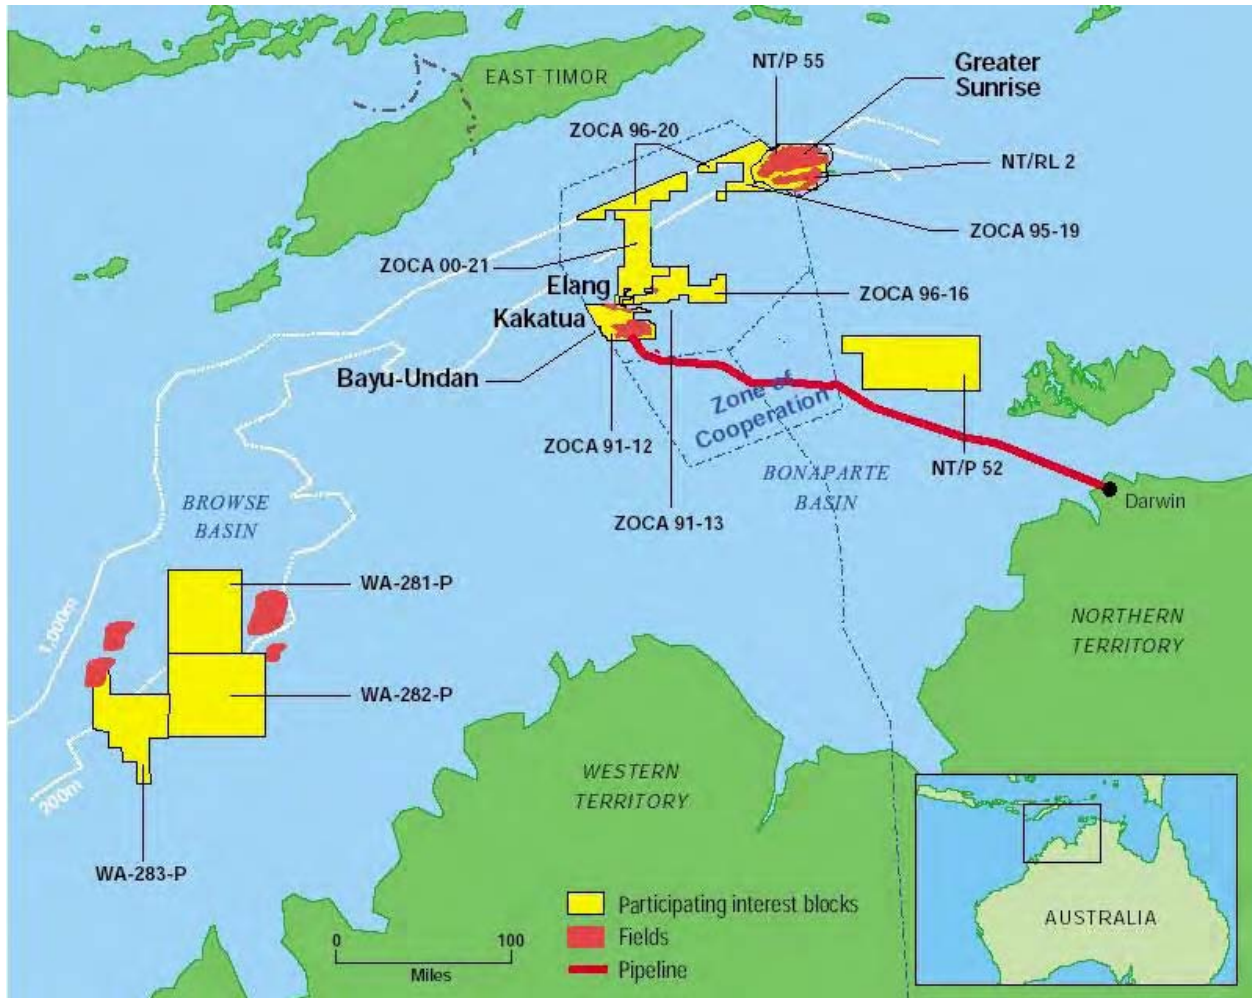 EAST TIMOR
NT/P 55
Greater
Sunrise
ZOCA 96-20
NT/RL 2
ZOCA 95-19
ZOCA 00-21
Elang
ZOCA 96-16
Kakatua
Bayu-Undan
Zone of
Cooperation
ZOCA 91-12
NT/P 52
BONAPARTE
BASIN
BROWSE
BASIN
Darwin
ZOCA 91-13
WA-281-P
1,000m
NORTHERN
TERRITORY
WA-282-P
WESTERN
TERRITORY
200m
WA-283-P
Participating interest blocks
Fields
Pipeline
0
100
Miles
AUSTRALIA